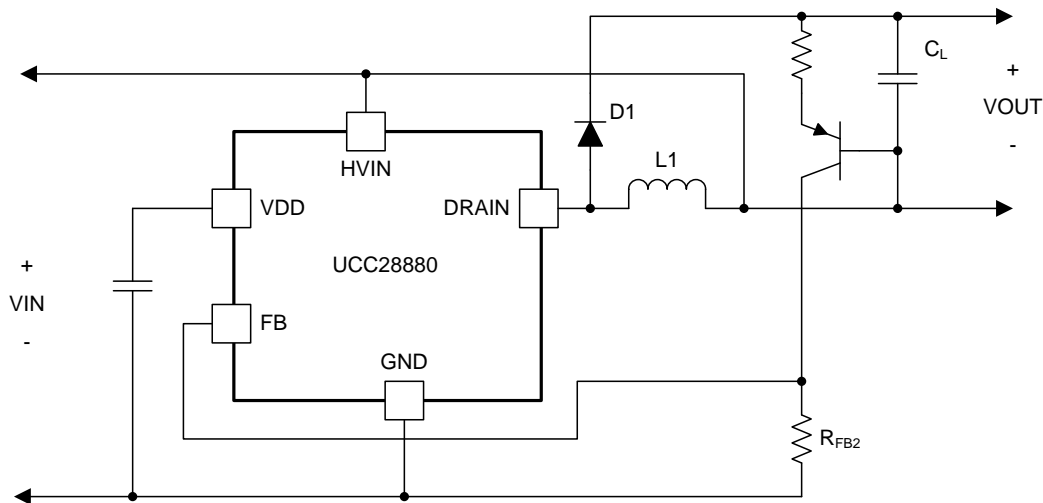 C_L
+
VOUT
-
D1
HVIN
L1
VDD
DRAIN
UCC28880
+
VIN
-
FB
GND
R_FB2